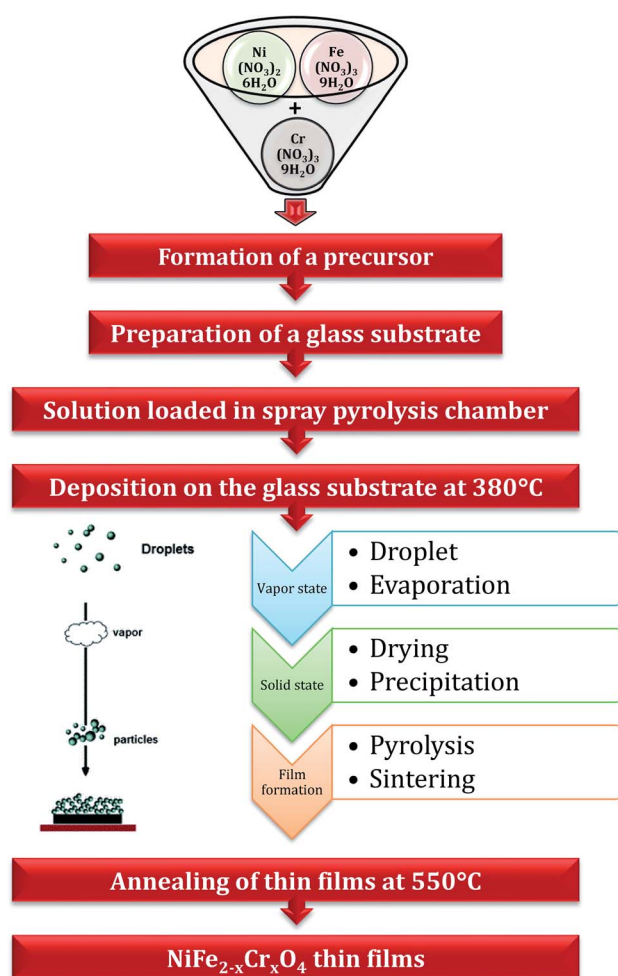 Ni
(NO₃)₂
6H₂O
Fe
(NO₃)₃
9H₂O
+
Cr
(NO₃)₃
9H₂O
Formation of a precursor
Preparation of a glass substrate
Solution loaded in spray pyrolysis chamber
Deposition on the glass substrate at 380°C
Droplets
vapor
particles
Vapor state
• Droplet
• Evaporation
Solid state
• Drying
• Precipitation
Film
formation
• Pyrolysis
• Sintering
Annealing of thin films at 550°C
NiFe₂₋ₓCrₓO₄ thin films